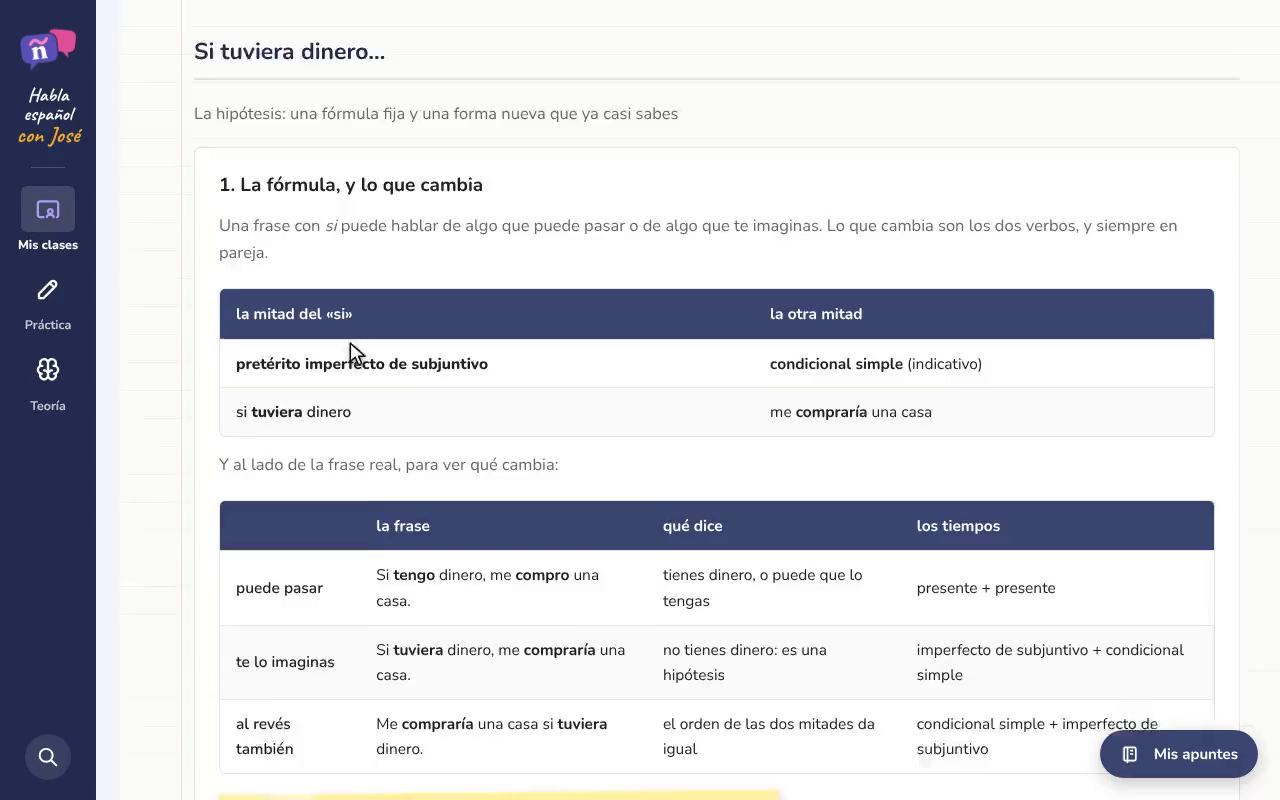 ñ
Habla
español
con José
Mis clases
Práctica
Teoría
Si tuviera dinero...
La hipótesis: una fórmula fija y una forma nueva que ya casi sabes
1. La fórmula, y lo que cambia
Una frase con si puede hablar de algo que puede pasar o de algo que te imaginas. Lo que cambia son los dos verbos, y siempre en
pareja.
la mitad del «si» la otra mitad
pretérito imperfecto de subjuntivo condicional simple (indicativo)
si tuviera dinero me compraría una casa
Y al lado de la frase real, para ver qué cambia:
la frase qué dice los tiempos
puede pasar
Si tengo dinero, me compro una
casa.
tienes dinero, o puede que lo
tengas
presente + presente
te lo imaginas
Si tuviera dinero, me compraría una
casa.
no tienes dinero: es una
hipótesis
imperfecto de subjuntivo + condicional
simple
al revés
también
Me compraría una casa si tuviera
dinero.
el orden de las dos mitades da
igual
condicional simple + imperfecto de
subjuntivo
Mis apuntes